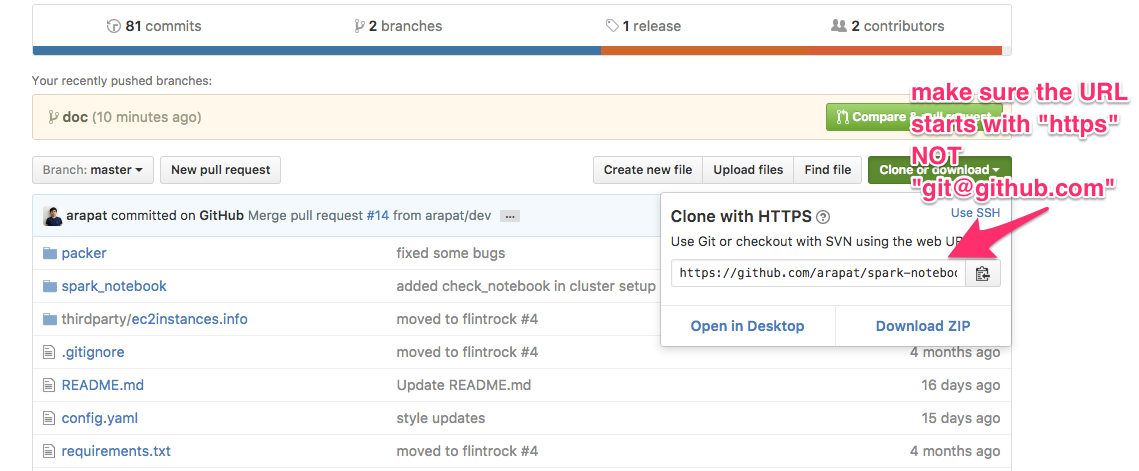 81 commits 2 branches 1 release 2 contributors
Your recently pushed branches:
doc (10 minutes ago) Compare &
make sure the URL
starts with "https"
NOT
"git@github.com"
Branch: master New pull request Create new file Upload files Find file Clone or download
arapat committed on GitHub Merge pull request #14 from arapat/dev ...
Clone with HTTPS ? Use SSH
Use Git or checkout with SVN using the web
https://github.com/arapat/spark-noteboo
Open in Desktop Download ZIP
packer fixed some bugs
spark_notebook added check_notebook in cluster setup
thirdparty/ec2instances.info moved to flintrock #4
.gitignore moved to flintrock #4 4 months ago
README.md Update README.md 16 days ago
config.yaml style updates 15 days ago
requirements.txt moved to flintrock #4 4 months ago